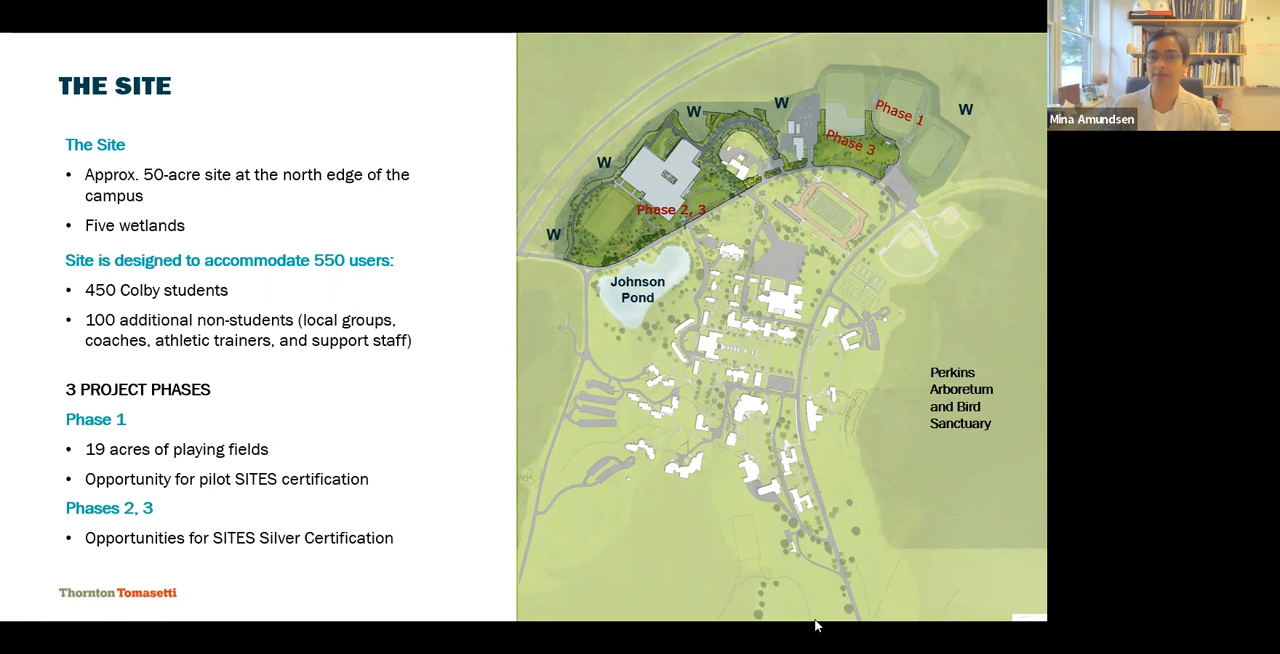 THE SITE
The Site
• Approx. 50-acre site at the north edge of the
campus
• Five wetlands
Site is designed to accommodate 550 users:
• 450 Colby students
• 100 additional non-students (local groups,
coaches, athletic trainers, and support staff)
3 PROJECT PHASES
Phase 1
• 19 acres of playing fields
• Opportunity for pilot SITES certification
Phases 2, 3
• Opportunities for SITES Silver Certification
Thornton Tomasetti
W
W
W
W
W
Phase 1
Phase 3
Phase 2, 3
Johnson
Pond
Perkins
Arboretum
and Bird
Sanctuary
Mina Amundsen